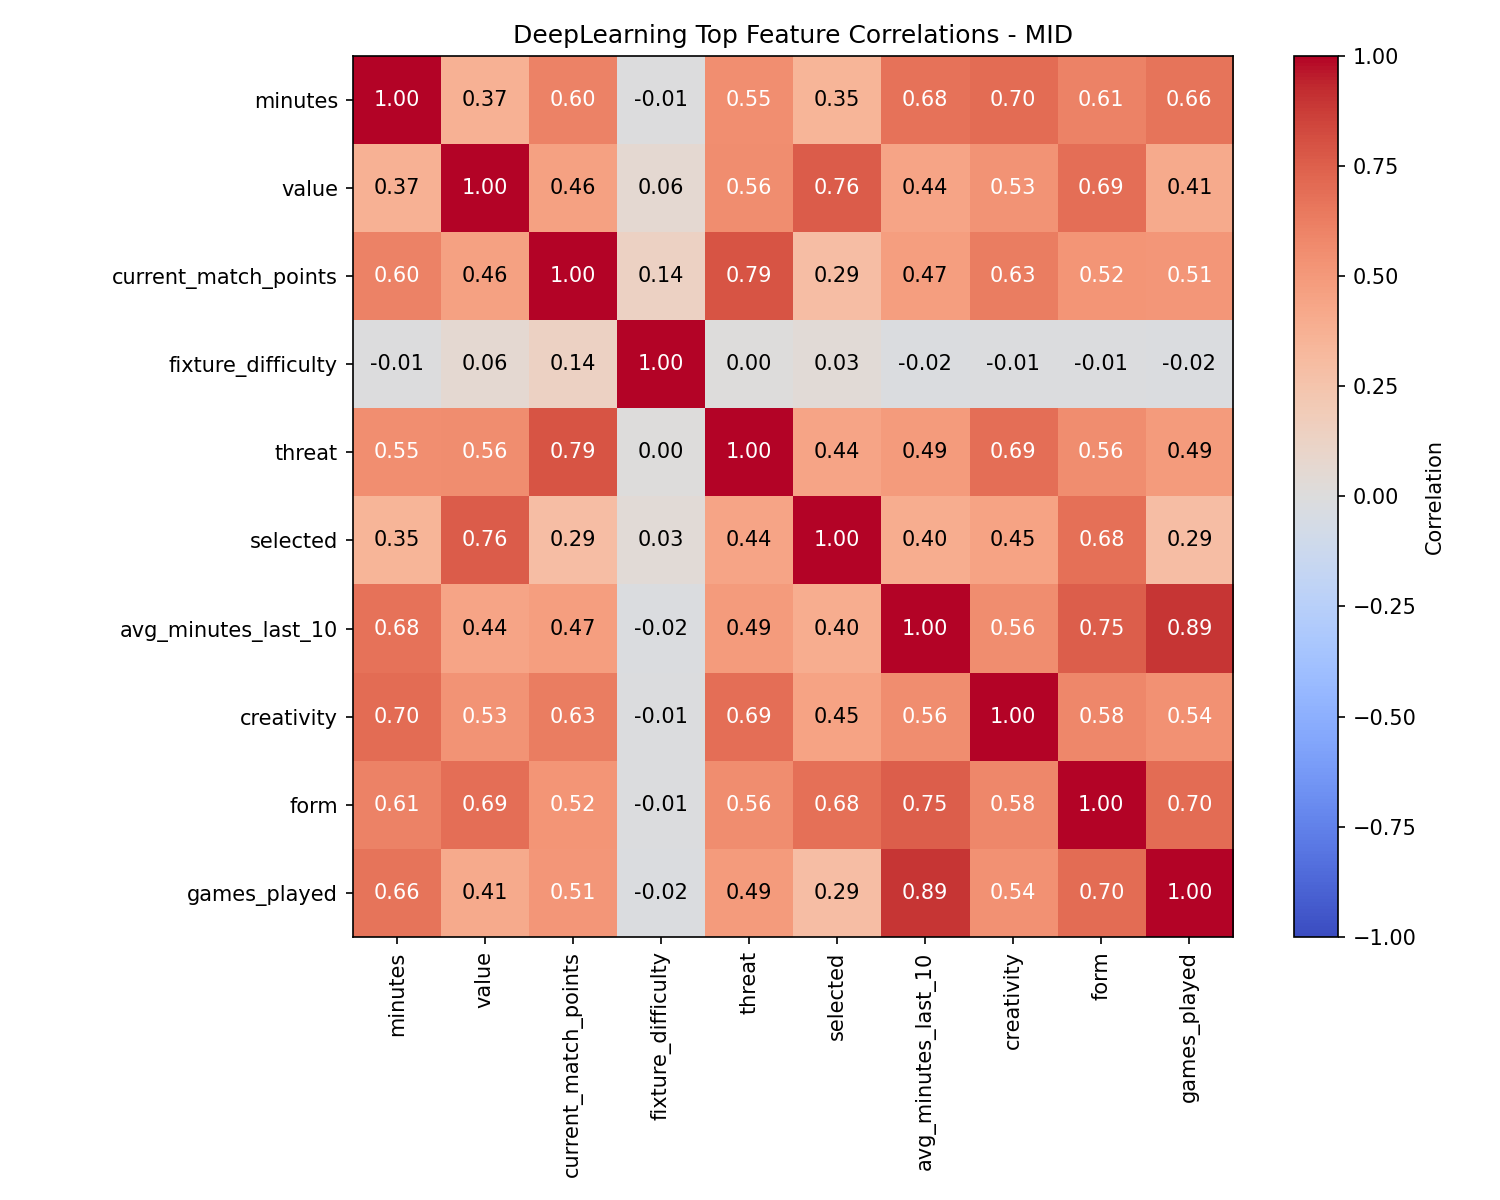 DeepLearning Top Feature Correlations - MID
minutes 1.00 0.37 0.60 -0.01 0.55 0.35 0.68 0.70 0.61 0.66
value 0.37 1.00 0.46 0.06 0.56 0.76 0.44 0.53 0.69 0.41
current_match_points 0.60 0.46 1.00 0.14 0.79 0.29 0.47 0.63 0.52 0.51
fixture_difficulty -0.01 0.06 0.14 1.00 0.00 0.03 -0.02 -0.01 -0.01 -0.02
threat 0.55 0.56 0.79 0.00 1.00 0.44 0.49 0.69 0.56 0.49
selected 0.35 0.76 0.29 0.03 0.44 1.00 0.40 0.45 0.68 0.29
avg_minutes_last_10 0.68 0.44 0.47 -0.02 0.49 0.40 1.00 0.56 0.75 0.89
creativity 0.70 0.53 0.63 -0.01 0.69 0.45 0.56 1.00 0.58 0.54
form 0.61 0.69 0.52 -0.01 0.56 0.68 0.75 0.58 1.00 0.70
games_played 0.66 0.41 0.51 -0.02 0.49 0.29 0.89 0.54 0.70 1.00
minutes
value
current_match_points
fixture_difficulty
threat
selected
avg_minutes_last_10
creativity
form
games_played
1.00
0.75
0.50
0.25
0.00
−0.25
−0.50
−0.75
−1.00
Correlation